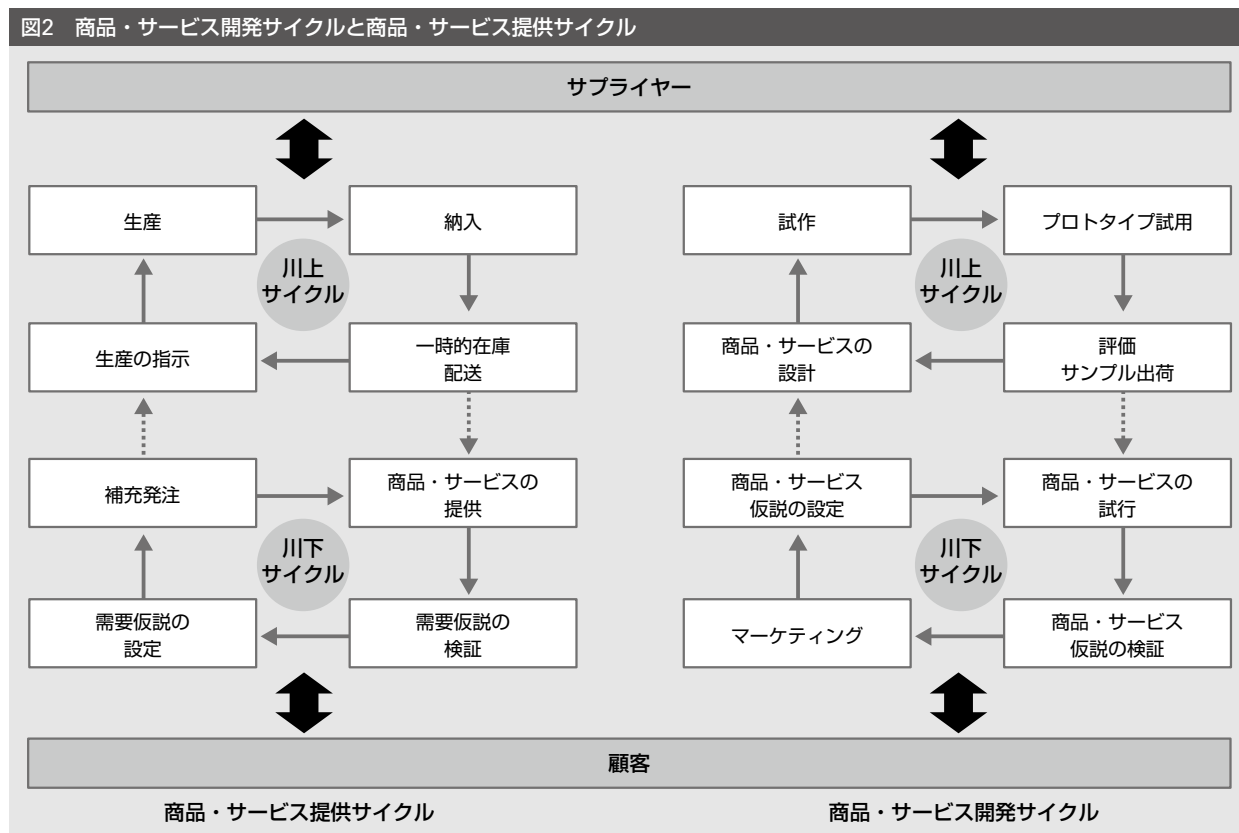 図2 商品・サービス開発サイクルと商品・サービス提供サイクル
サプライヤー
生産
納入
川上
サイクル
生産の指示
一時的在庫
配送
補充発注
商品・サービスの
提供
川下
サイクル
需要仮説の
設定
需要仮説の
検証
試作
プロトタイプ試用
川上
サイクル
商品・サービスの
設計
評価
サンプル出荷
商品・サービス
仮説の設定
商品・サービスの
試行
川下
サイクル
マーケティング
商品・サービス
仮説の検証
顧客
商品・サービス提供サイクル
商品・サービス開発サイクル